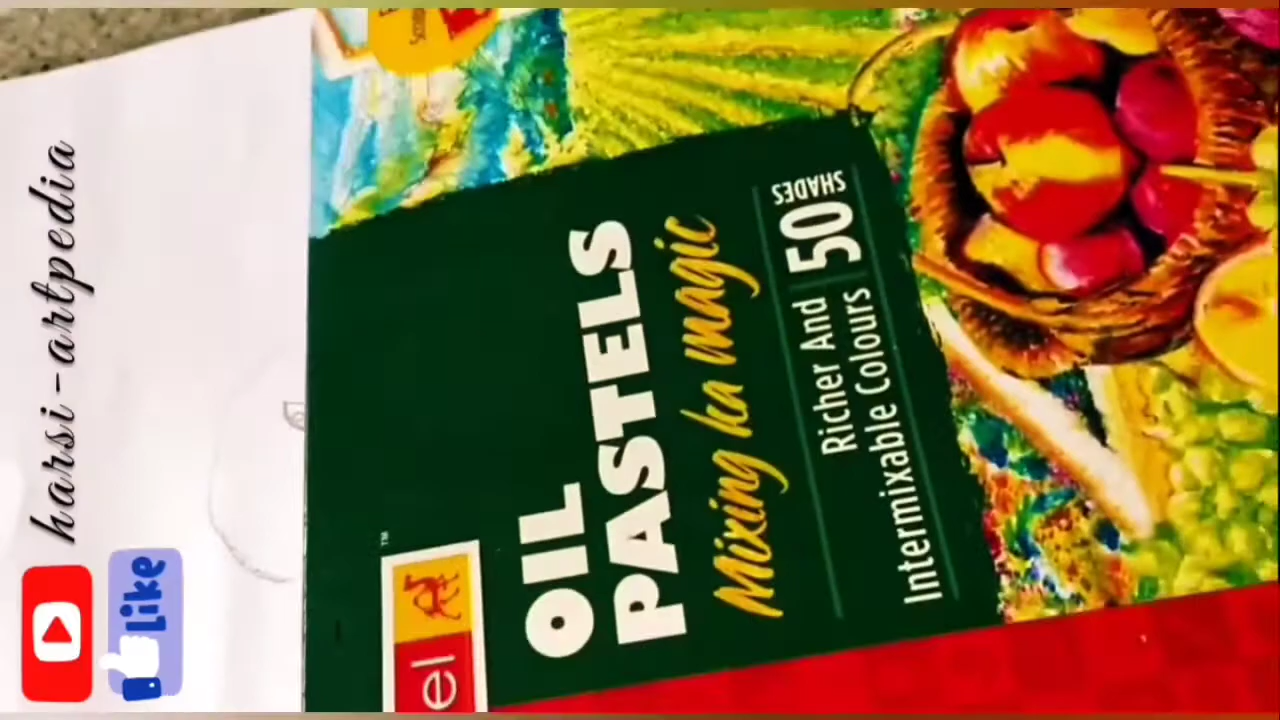 harsi-artpedia
Like
el
OIL
PASTELS
Mixing ka magic
Richer And
Intermixable Colours
50
SHADES